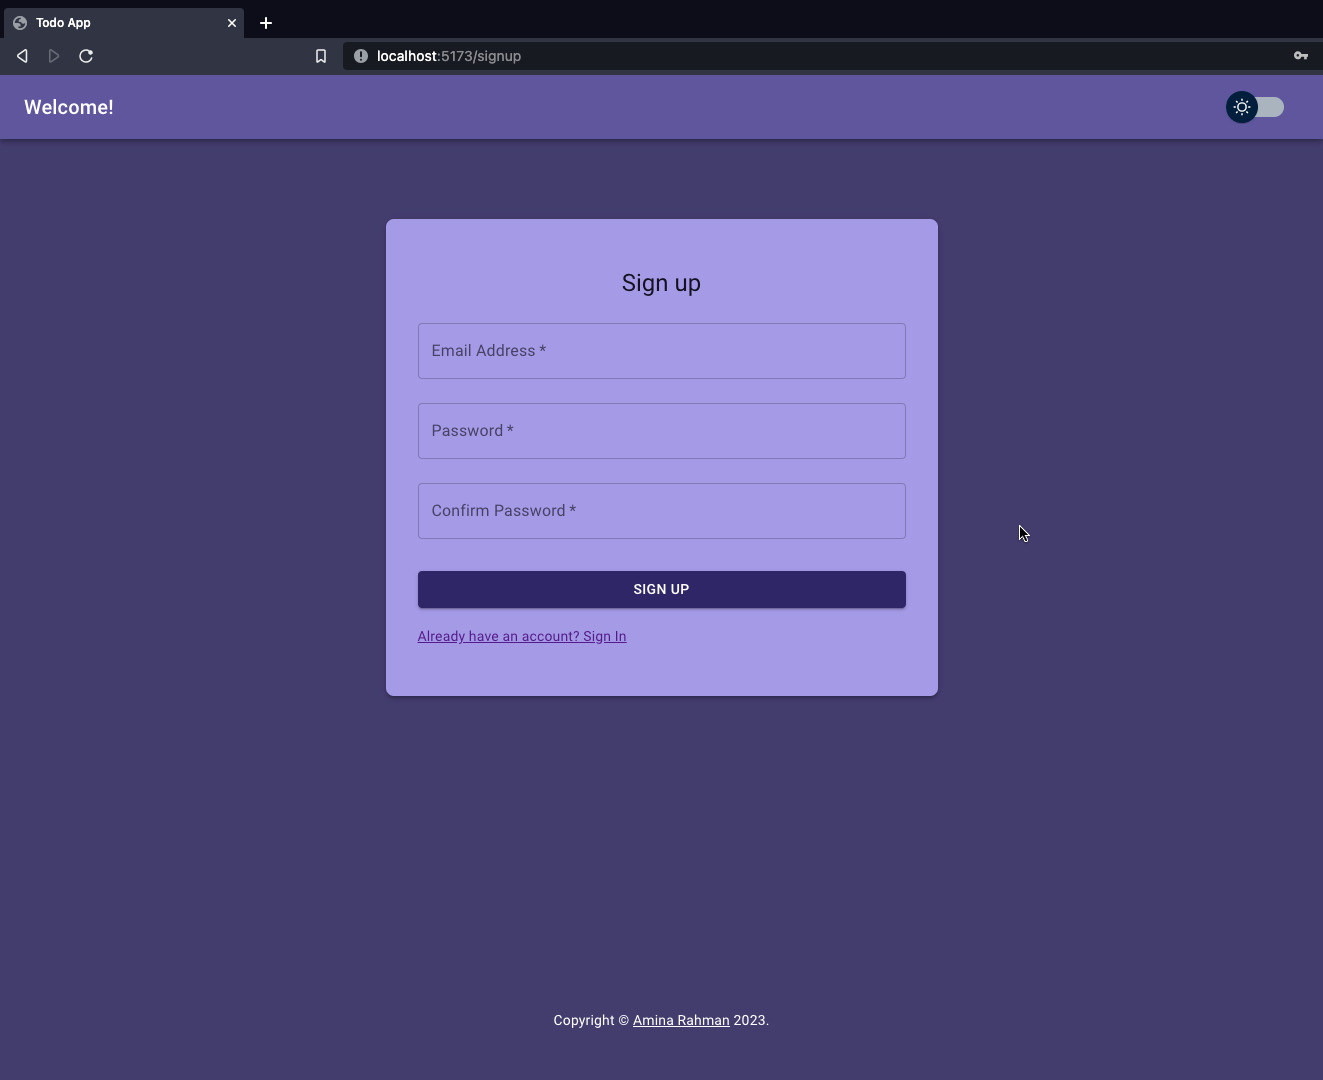 Todo App
localhost:5173/signup
Welcome!
Sign up
Email Address *
Password *
Confirm Password *
SIGN UP
Already have an account? Sign In
Copyright © Amina Rahman 2023.